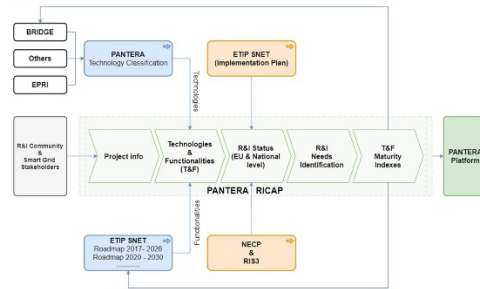 BRIDGE
Others
EPRI
PANTERA
Technology Classification
ETIP SNET
(Implementation Plan)
Technologies
R&I Community
&
Smart Grid
Stakeholders
Project info
Technologies
&
Functionalities
(T&F)
R&I Status
(EU & National
level)
R&I
Needs
Identification
T&F
Maturity
Indexes
PANTERA
Platform
PANTERA RICAP
Functionalities
ETIP SNET
Roadmap 2017- 2026
Roadmap 2020 - 2030
NECP
&
RIS3